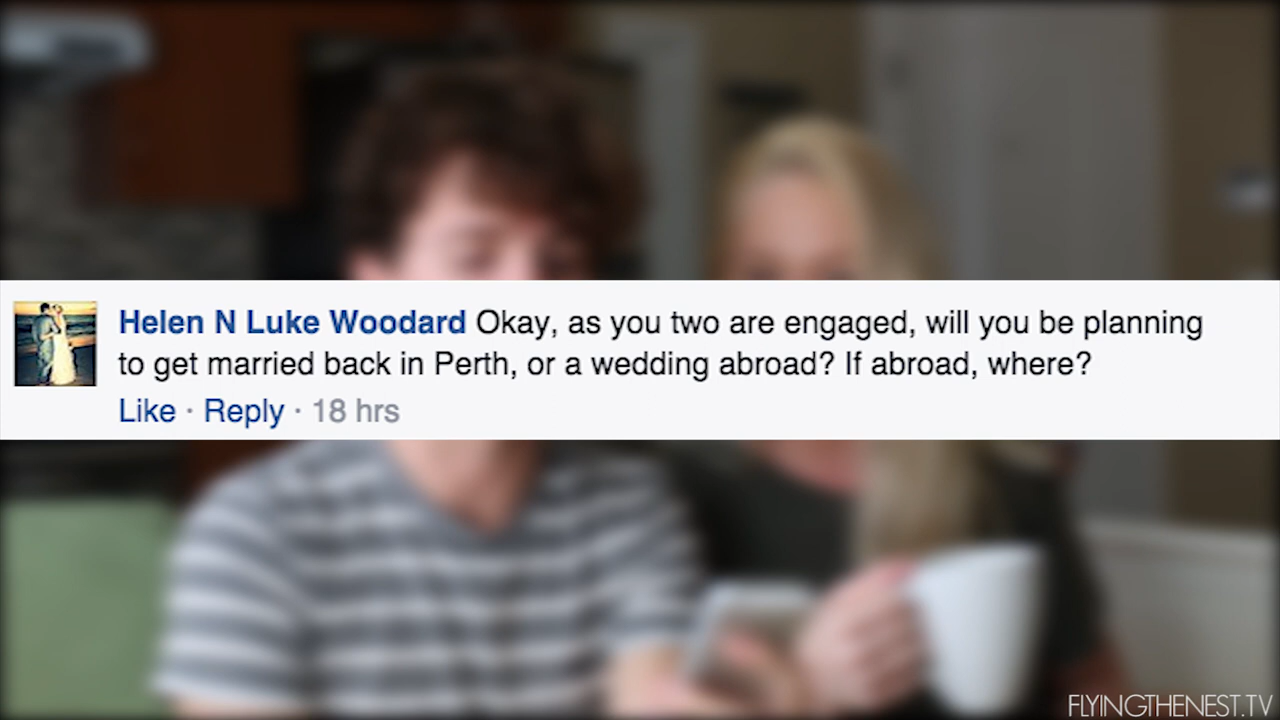 Helen N Luke Woodard Okay, as you two are engaged, will you be planning
to get married back in Perth, or a wedding abroad? If abroad, where?
Like · Reply · 18 hrs
FLYINGTHENEST.TV